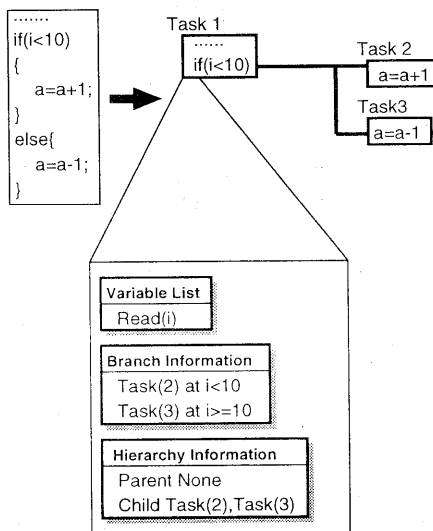 .......
if(i<10)
{
a=a+1;
}
else{
a=a-1;
}
Task 1
......
if(i<10)
Task 2
a=a+1
Task3
a=a-1
Variable List
Read(i)
Branch Information
Task(2) at i<10
Task(3) at i>=10
Hierarchy Information
Parent None
Child Task(2),Task(3)